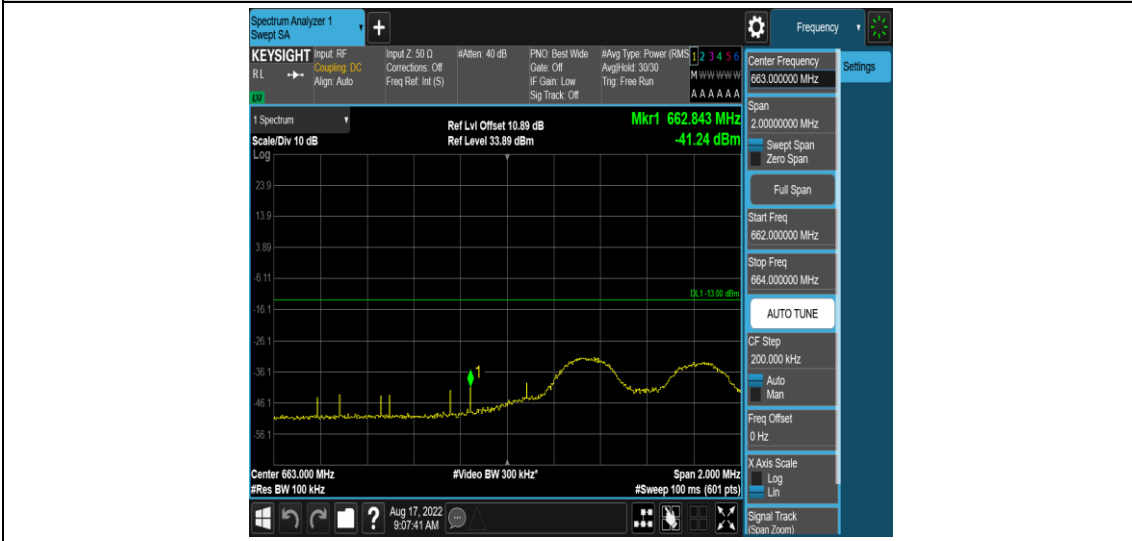 Spectrum Analyzer 1
Swept SA
+
Frequency
KEYSIGHT
RL
Input: RF
Coupling: DC
Align: Auto
Input Z: 50 Ω
Corrections: Off
Freq Ref: Int (S)
#Atten: 40 dB
PNO: Best Wide
Gate: Off
IF Gain: Low
Sig Track: Off
#Avg Type: Power (RMS
Avg|Hold: 30/30
Trig: Free Run
1 2 3 4 5 6
M W W W W W
A A A A A A
Center Frequency
663.000000 MHz
Settings
Span
2.00000000 MHz
Swept Span
Zero Span
Full Span
Start Freq
662.000000 MHz
Stop Freq
664.000000 MHz
AUTO TUNE
CF Step
200.000 kHz
Auto
Man
Freq Offset
0 Hz
X Axis Scale
Log
Lin
Signal Track
(Span Zoom)
1 Spectrum
Scale/Div 10 dB
Log
Ref Lvl Offset 10.89 dB
Ref Level 33.89 dBm
Mkr1 662.843 MHz
-41.24 dBm
23.9
13.9
3.89
-6.11
DL1 -13.00 dBm
-16.1
-26.1
-36.1
1
-46.1
-56.1
Center 663.000 MHz
#Video BW 300 kHz*
Span 2.000 MHz
#Res BW 100 kHz
#Sweep 100 ms (601 pts)
?
Aug 17, 2022
9:07:41 AM